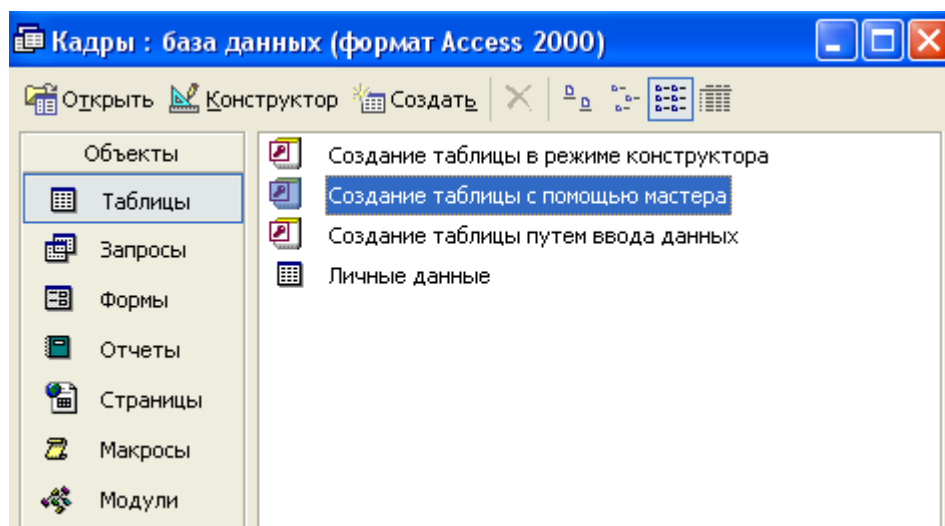 Кадры : база данных (формат Access 2000)
Открыть Конструктор Создать
Объекты
Таблицы
Запросы
Формы
Отчеты
Страницы
Макросы
Модули
Создание таблицы в режиме конструктора
Создание таблицы с помощью мастера
Создание таблицы путем ввода данных
Личные данные